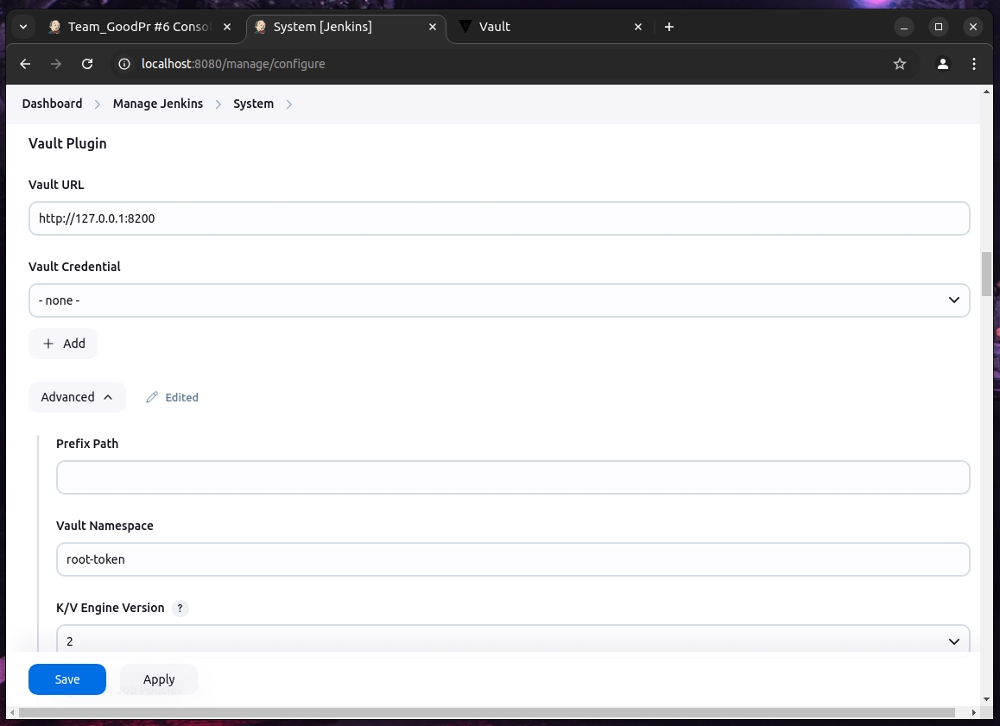 Team_GoodPr #6 Consol
System [Jenkins]
Vault
localhost:8080/manage/configure
Dashboard
Manage Jenkins
System
Vault Plugin
Vault URL
http://127.0.0.1:8200
Vault Credential
- none -
Add
Advanced
Edited
Prefix Path
Vault Namespace
root-token
K/V Engine Version ?
2
Save
Apply